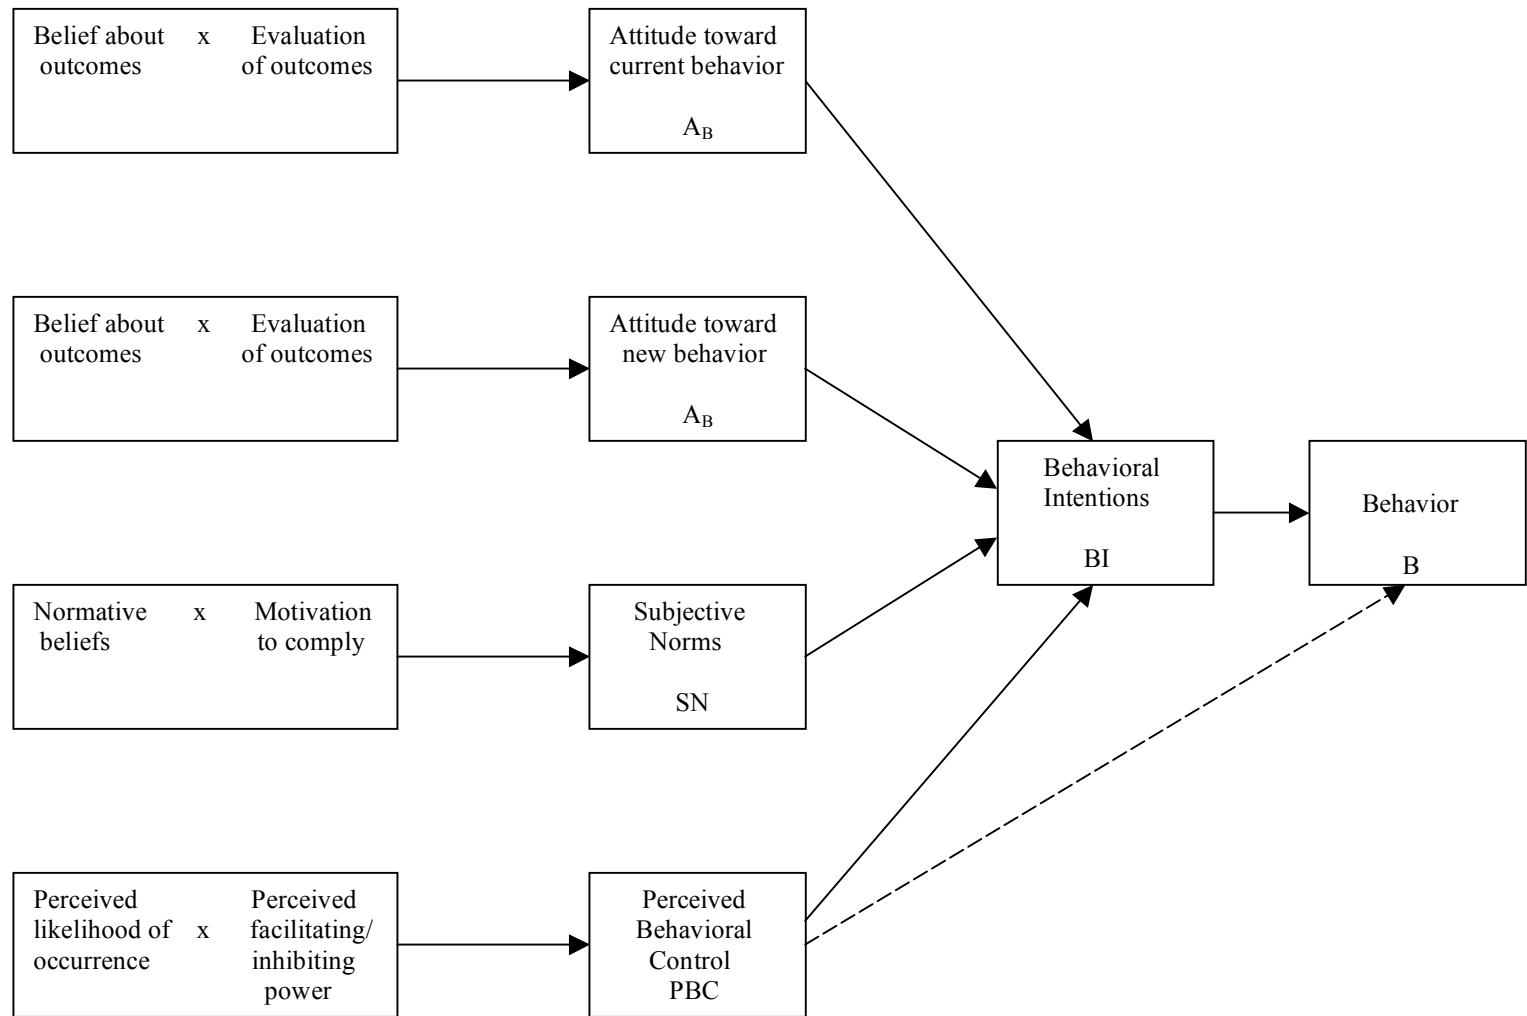 Belief about x Evaluation
outcomes of outcomes
Attitude toward
current behavior
A_B
Belief about x Evaluation
outcomes of outcomes
Attitude toward
new behavior
A_B
Behavioral
Intentions
BI
Behavior
B
Normative x Motivation
beliefs to comply
Subjective
Norms
SN
Perceived Perceived
likelihood of x facilitating/
occurrence inhibiting
power
Perceived
Behavioral
Control
PBC